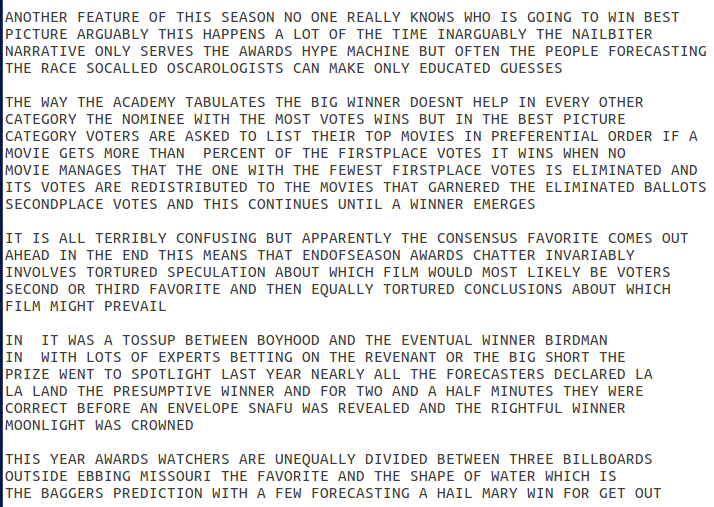 ANOTHER FEATURE OF THIS SEASON NO ONE REALLY KNOWS WHO IS GOING TO WIN BEST
PICTURE ARGUABLY THIS HAPPENS A LOT OF THE TIME INARGUABLY THE NAILBITER
NARRATIVE ONLY SERVES THE AWARDS HYPE MACHINE BUT OFTEN THE PEOPLE FORECASTING
THE RACE SOCALLED OSCAROLOGISTS CAN MAKE ONLY EDUCATED GUESSES

THE WAY THE ACADEMY TABULATES THE BIG WINNER DOESNT HELP IN EVERY OTHER
CATEGORY THE NOMINEE WITH THE MOST VOTES WINS BUT IN THE BEST PICTURE
CATEGORY VOTERS ARE ASKED TO LIST THEIR TOP MOVIES IN PREFERENTIAL ORDER IF A
MOVIE GETS MORE THAN  PERCENT OF THE FIRSTPLACE VOTES IT WINS WHEN NO
MOVIE MANAGES THAT THE ONE WITH THE FEWEST FIRSTPLACE VOTES IS ELIMINATED AND
ITS VOTES ARE REDISTRIBUTED TO THE MOVIES THAT GARNERED THE ELIMINATED BALLOTS
SECONDPLACE VOTES AND THIS CONTINUES UNTIL A WINNER EMERGES

IT IS ALL TERRIBLY CONFUSING BUT APPARENTLY THE CONSENSUS FAVORITE COMES OUT
AHEAD IN THE END THIS MEANS THAT ENDOFSEASON AWARDS CHATTER INVARIABLY
INVOLVES TORTURED SPECULATION ABOUT WHICH FILM WOULD MOST LIKELY BE VOTERS
SECOND OR THIRD FAVORITE AND THEN EQUALLY TORTURED CONCLUSIONS ABOUT WHICH
FILM MIGHT PREVAIL

IN  IT WAS A TOSSUP BETWEEN BOYHOOD AND THE EVENTUAL WINNER BIRDMAN
IN  WITH LOTS OF EXPERTS BETTING ON THE REVENANT OR THE BIG SHORT THE
PRIZE WENT TO SPOTLIGHT LAST YEAR NEARLY ALL THE FORECASTERS DECLARED LA
LA LAND THE PRESUMPTIVE WINNER AND FOR TWO AND A HALF MINUTES THEY WERE
CORRECT BEFORE AN ENVELOPE SNAFU WAS REVEALED AND THE RIGHTFUL WINNER
MOONLIGHT WAS CROWNED

THIS YEAR AWARDS WATCHERS ARE UNEQUALLY DIVIDED BETWEEN THREE BILLBOARDS
OUTSIDE EBBING MISSOURI THE FAVORITE AND THE SHAPE OF WATER WHICH IS
THE BAGGERS PREDICTION WITH A FEW FORECASTING A HAIL MARY WIN FOR GET OUT